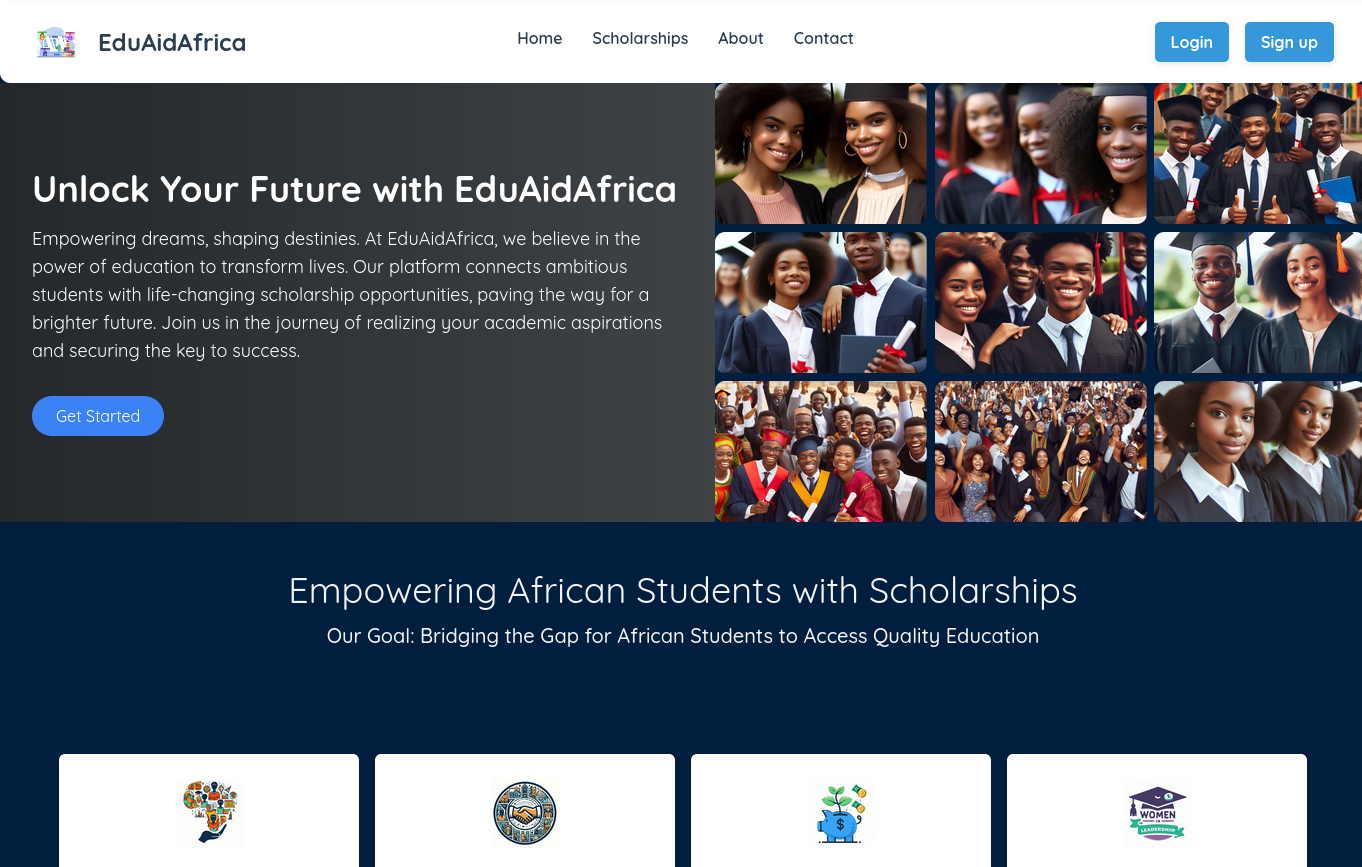 EduAidAfrica
Home
Scholarships
About
Contact
Login
Sign up
Unlock Your Future with EduAidAfrica
Empowering dreams, shaping destinies. At EduAidAfrica, we believe in the
power of education to transform lives. Our platform connects ambitious
students with life-changing scholarship opportunities, paving the way for a
brighter future. Join us in the journey of realizing your academic aspirations
and securing the key to success.
Get Started
Empowering African Students with Scholarships
Our Goal: Bridging the Gap for African Students to Access Quality Education
$
WOMEN
IN
LEADERSHIP